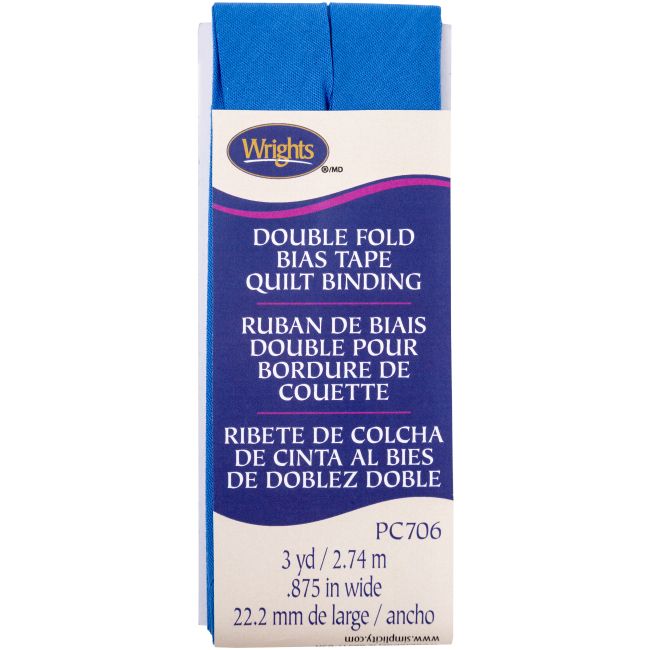 Wrights
®/MD
DOUBLE FOLD
BIAS TAPE
QUILT BINDING
RUBAN DE BIAIS
DOUBLE POUR
BORDURE DE
COUETTE
RIBETE DE COLCHA
DE CINTA AL BIES
DE DOBLEZ DOBLE
PC706
3 yd / 2.74 m
.875 in wide
22.2 mm de large / ancho
www.simplicity.com